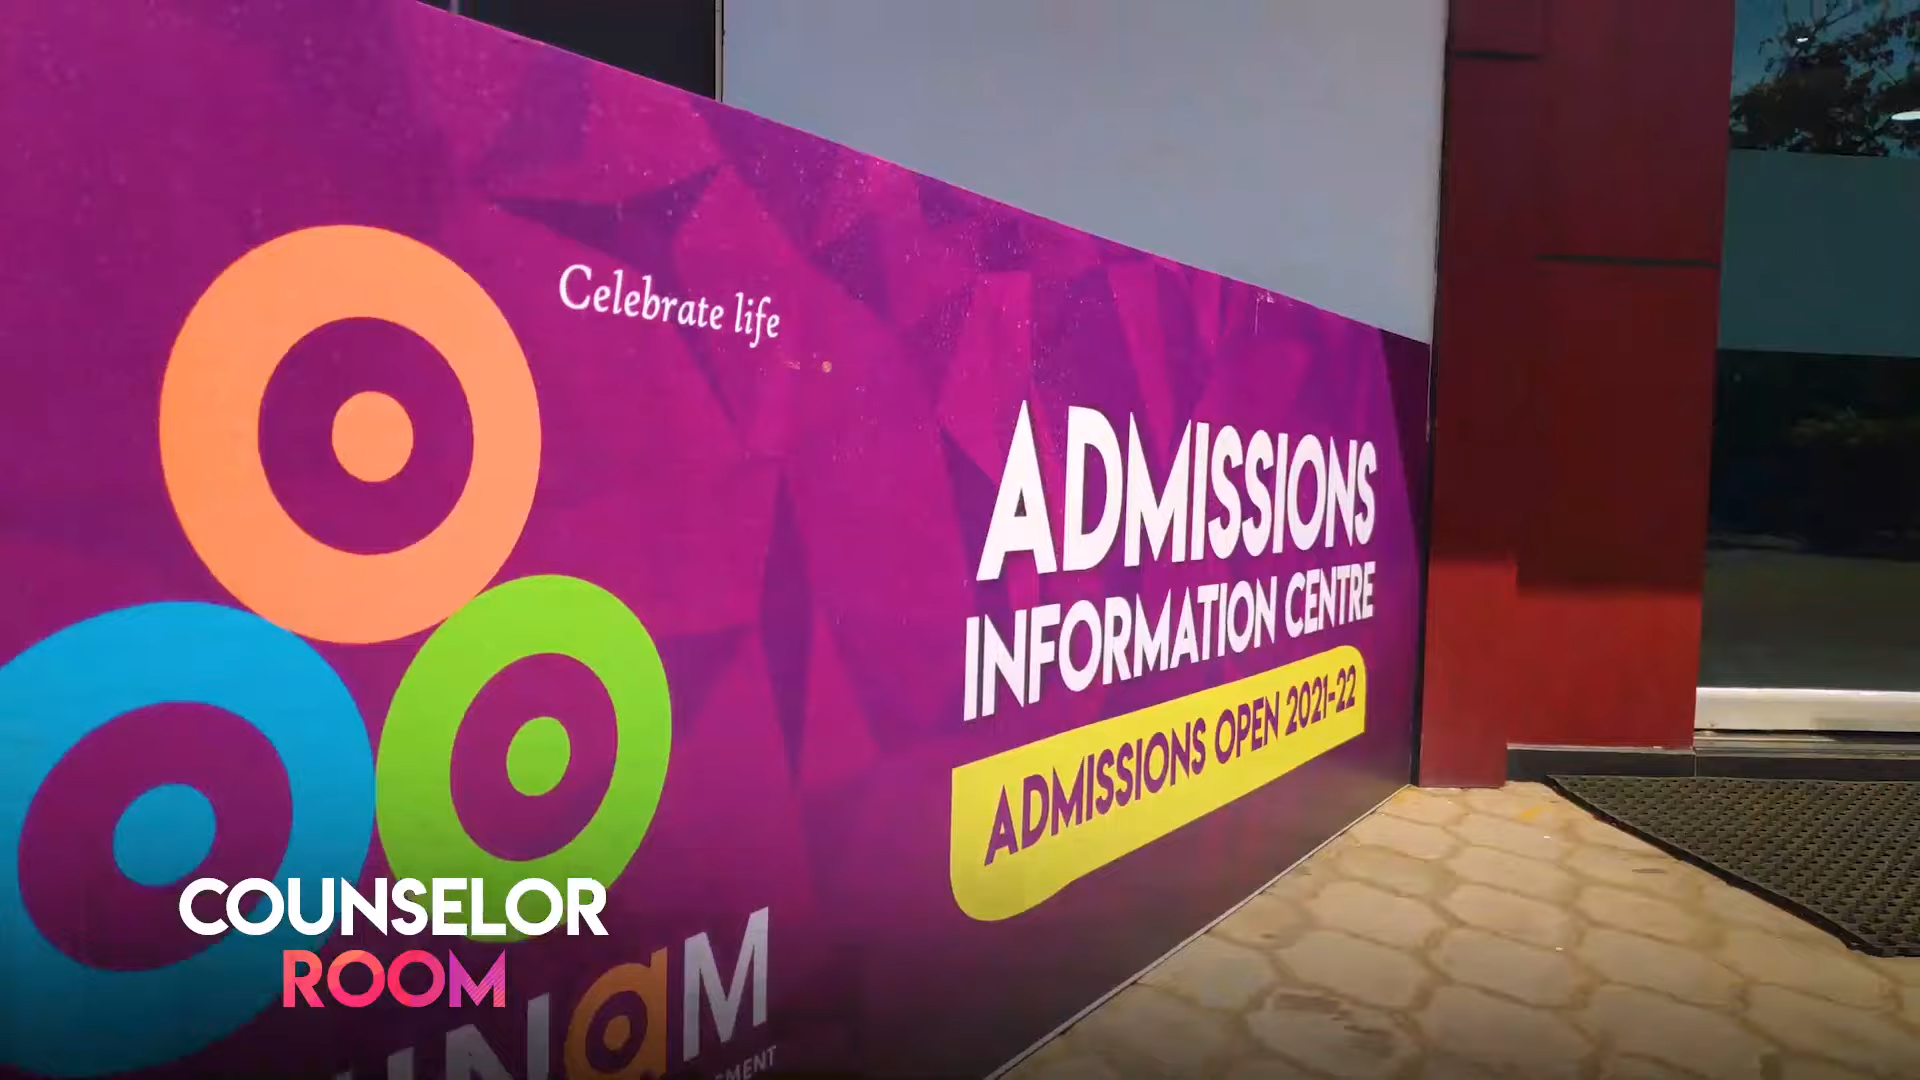 Celebrate life
ADMISSIONS
INFORMATION CENTRE
ADMISSIONS OPEN 2021-22
COUNSELOR
ROOM